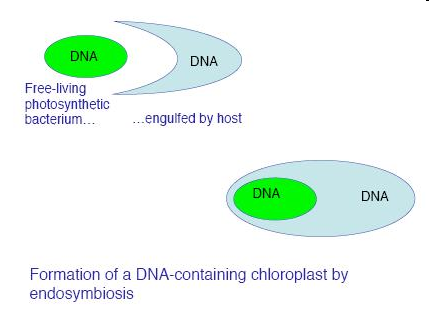 DNA
DNA
Free-living
photosynthetic
bacterium…
…engulfed by host
DNA
DNA
Formation of a DNA-containing chloroplast by
endosymbiosis